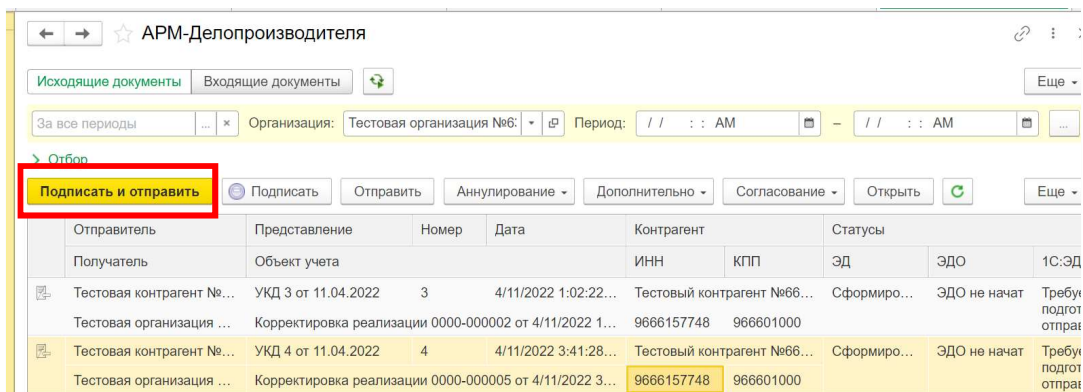 АРМ-Делопроизводителя
Исходящие документы Входящие документы Еще
За все периоды ... × Организация: Тестовая организация №6: Период: / / : : AM – / / : : AM ...
> Отбор
Подписать и отправить Подписать Отправить Аннулирование Дополнительно Согласование Открыть Еще
Отправитель Представление Номер Дата Контрагент Статусы
Получатель Объект учета ИНН КПП ЭД ЭДО 1С:ЭД
Тестовая контрагент №... УКД 3 от 11.04.2022 3 4/11/2022 1:02:22... Тестовый контрагент №66... Сформиро... ЭДО не начат Требуе
подгот
Тестовая организация ... Корректировка реализации 0000-000002 от 4/11/2022 1... 9666157748 966601000 отправ
Тестовая контрагент №... УКД 4 от 11.04.2022 4 4/11/2022 3:41:28... Тестовый контрагент №66... Сформиро... ЭДО не начат Требуе
подгот
Тестовая организация ... Корректировка реализации 0000-000005 от 4/11/2022 3... 9666157748 966601000 отправ